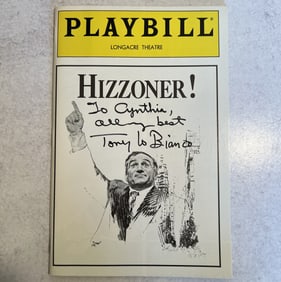 PLAYBILL®
LONGACRE THEATRE
HIZZONER!
To Cynthia,
All my best
Tony Lo Bianco